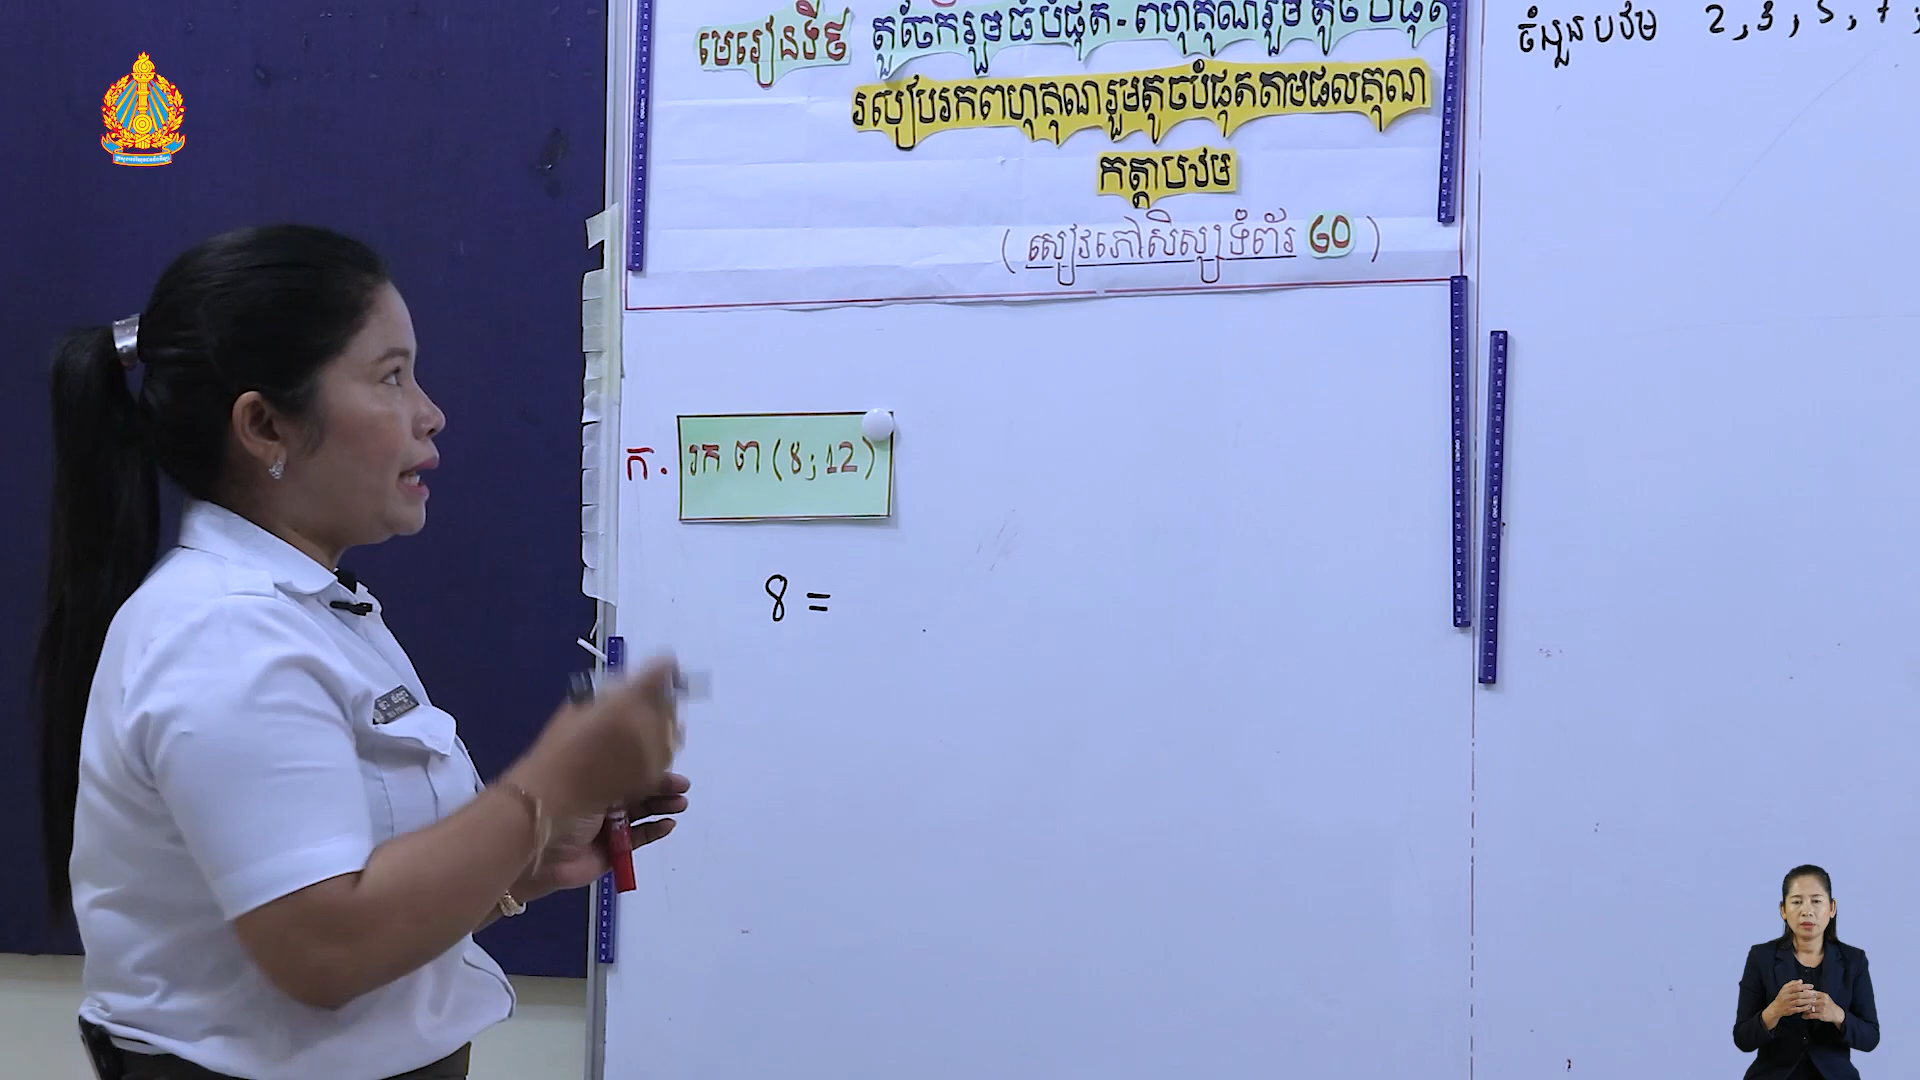 មេរៀនទី៩ តួចែករួមធំបំផុត - ពហុគុណរួមតូចបំផុត
របៀបរកពហុគុណរួមតូចបំផុតតាមផលគុណ
កត្តាបឋម
( សៀវភៅសិស្សទំព័រ 60 )
ចំនួនបឋម 2, 3, 5, 7,
ក. រក ពា (8; 12)
8 =